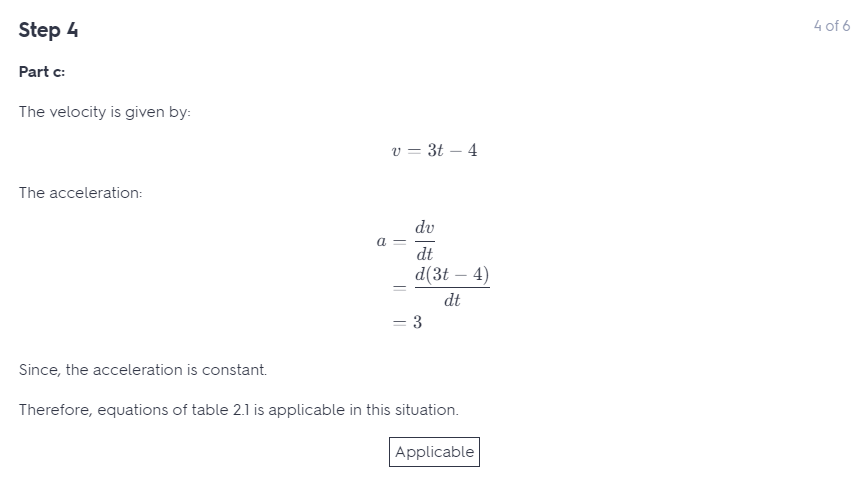 Step 4
4 of 6
Part c:
The velocity is given by:
v = 3t − 4
The acceleration:
a = dv/dt
= d(3t − 4)/dt
= 3
Since, the acceleration is constant.
Therefore, equations of table 2.1 is applicable in this situation.
Applicable